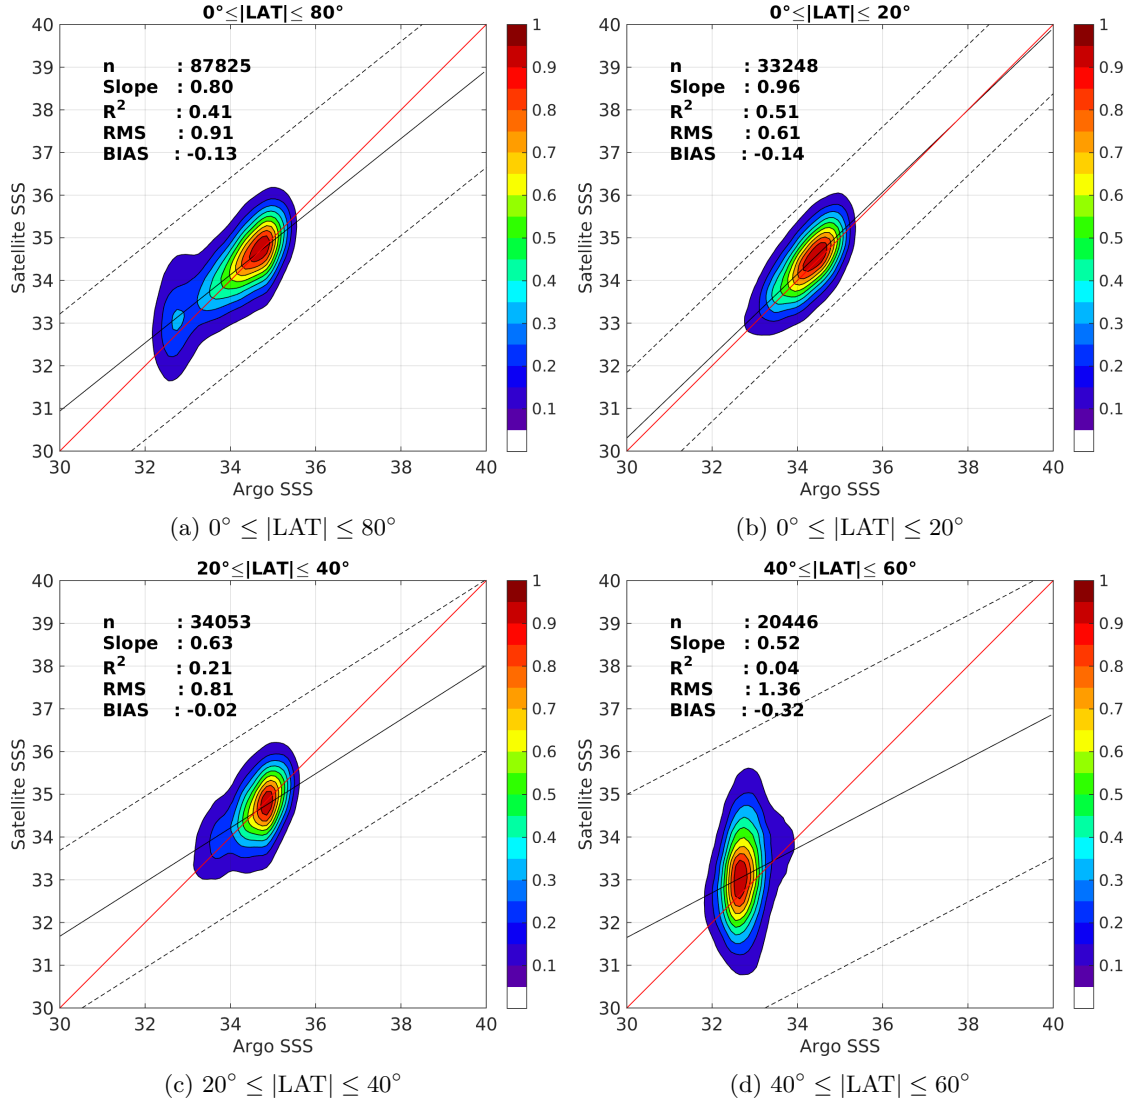 0°≤|LAT|≤ 80°
n : 87825
Slope : 0.80
R² : 0.41
RMS : 0.91
BIAS : -0.13
40
39
38
37
36
35
34
33
32
31
30
30 32 34 36 38 40
Satellite SSS
Argo SSS
1
0.9
0.8
0.7
0.6
0.5
0.4
0.3
0.2
0.1
(a) 0° ≤ |LAT| ≤ 80°
0°≤|LAT|≤ 20°
n : 33248
Slope : 0.96
R² : 0.51
RMS : 0.61
BIAS : -0.14
40
39
38
37
36
35
34
33
32
31
30
30 32 34 36 38 40
Satellite SSS
Argo SSS
1
0.9
0.8
0.7
0.6
0.5
0.4
0.3
0.2
0.1
(b) 0° ≤ |LAT| ≤ 20°
20°≤|LAT|≤ 40°
n : 34053
Slope : 0.63
R² : 0.21
RMS : 0.81
BIAS : -0.02
40
39
38
37
36
35
34
33
32
31
30
30 32 34 36 38 40
Satellite SSS
Argo SSS
1
0.9
0.8
0.7
0.6
0.5
0.4
0.3
0.2
0.1
(c) 20° ≤ |LAT| ≤ 40°
40°≤|LAT|≤ 60°
n : 20446
Slope : 0.52
R² : 0.04
RMS : 1.36
BIAS : -0.32
40
39
38
37
36
35
34
33
32
31
30
30 32 34 36 38 40
Satellite SSS
Argo SSS
1
0.9
0.8
0.7
0.6
0.5
0.4
0.3
0.2
0.1
(d) 40° ≤ |LAT| ≤ 60°